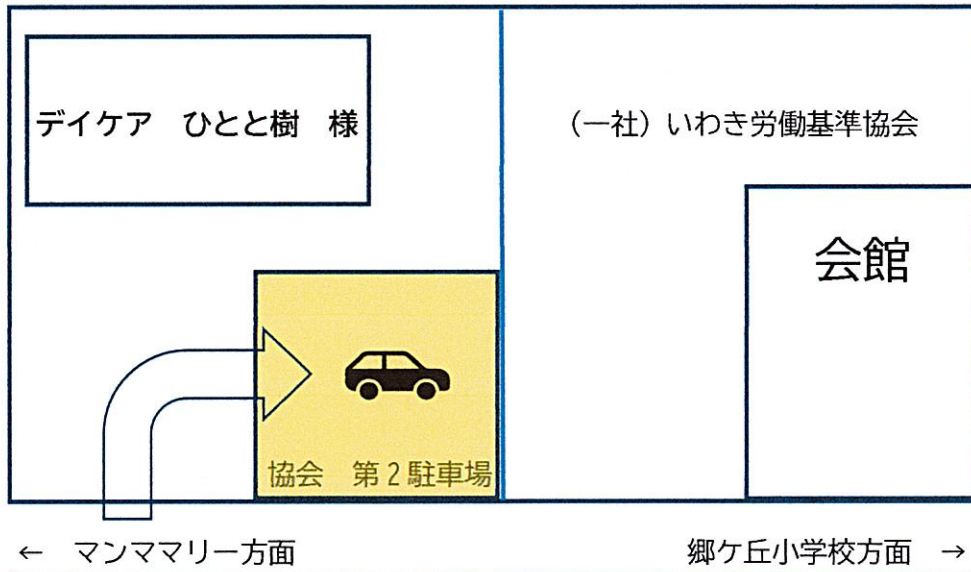 デイケア　ひとと樹　様
（一社）いわき労働基準協会
会館
協会　第２駐車場
←　マンママリー方面
郷ケ丘小学校方面　→